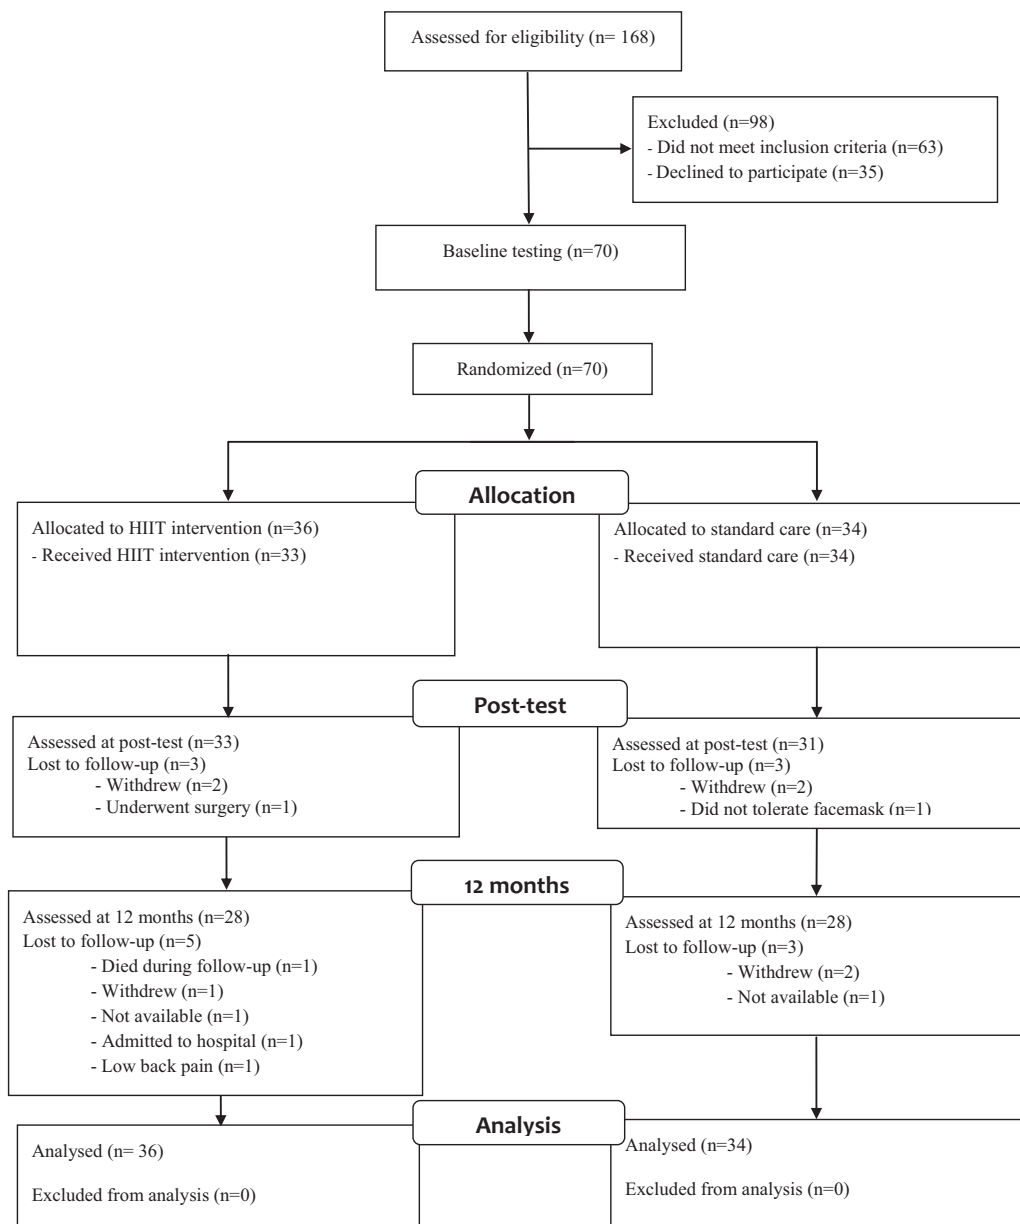 Assessed for eligibility (n= 168)
Excluded (n=98)
- Did not meet inclusion criteria (n=63)
- Declined to participate (n=35)
Baseline testing (n=70)
Randomized (n=70)
Allocation
Allocated to HIIT intervention (n=36)
- Received HIIT intervention (n=33)
Allocated to standard care (n=34)
- Received standard care (n=34)
Post-test
Assessed at post-test (n=33)
Lost to follow-up (n=3)
- Withdrew (n=2)
- Underwent surgery (n=1)
Assessed at post-test (n=31)
Lost to follow-up (n=3)
- Withdrew (n=2)
- Did not tolerate facemask (n=1)
12 months
Assessed at 12 months (n=28)
Lost to follow-up (n=5)
- Died during follow-up (n=1)
- Withdrew (n=1)
- Not available (n=1)
- Admitted to hospital (n=1)
- Low back pain (n=1)
Assessed at 12 months (n=28)
Lost to follow-up (n=3)
- Withdrew (n=2)
- Not available (n=1)
Analysis
Analysed (n= 36)
Excluded from analysis (n=0)
Analysed (n=34)
Excluded from analysis (n=0)